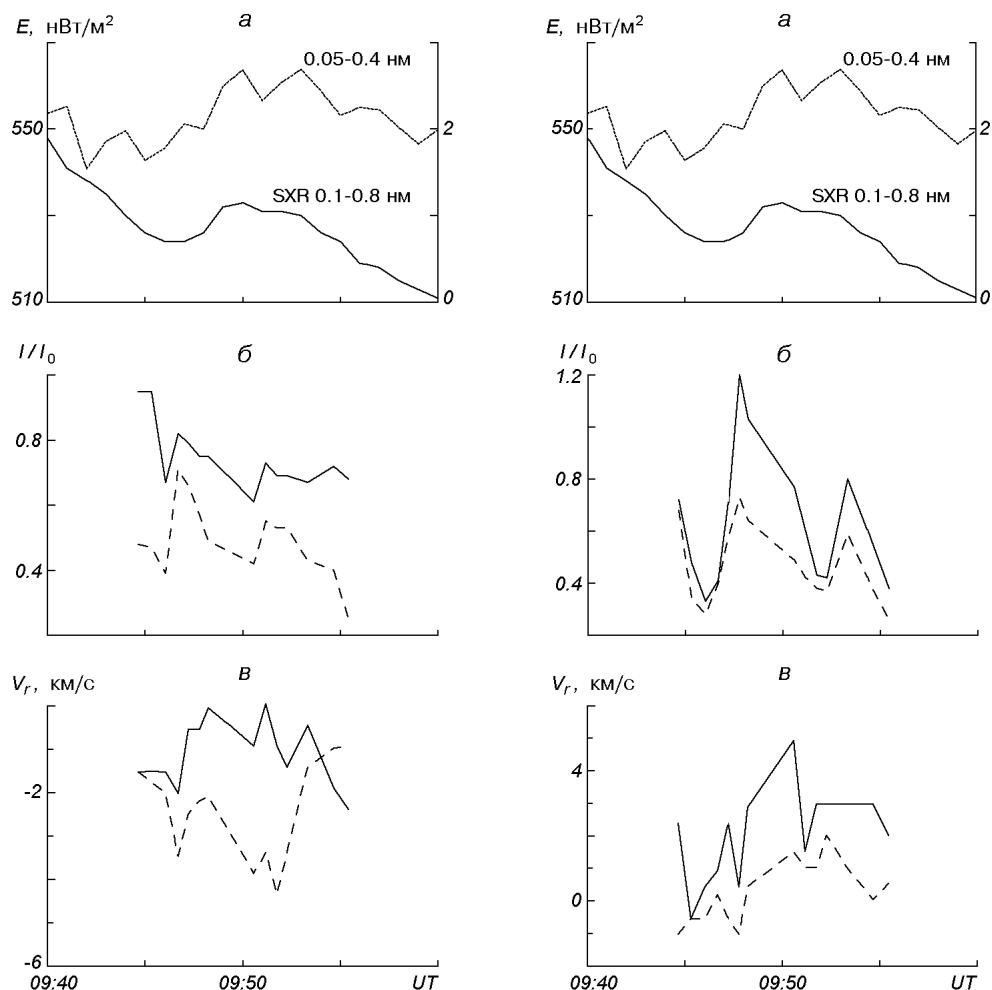 а
E, нВт/м²
0.05-0.4 нм
550
2
SXR 0.1-0.8 нм
510
0
а
E, нВт/м²
0.05-0.4 нм
550
2
SXR 0.1-0.8 нм
510
0
б
I/I₀
0.8
0.4
б
I/I₀
1.2
0.8
0.4
в
Vᵣ, км/с
-2
-6
09:40
09:50
UT
в
Vᵣ, км/с
4
0
09:40
09:50
UT